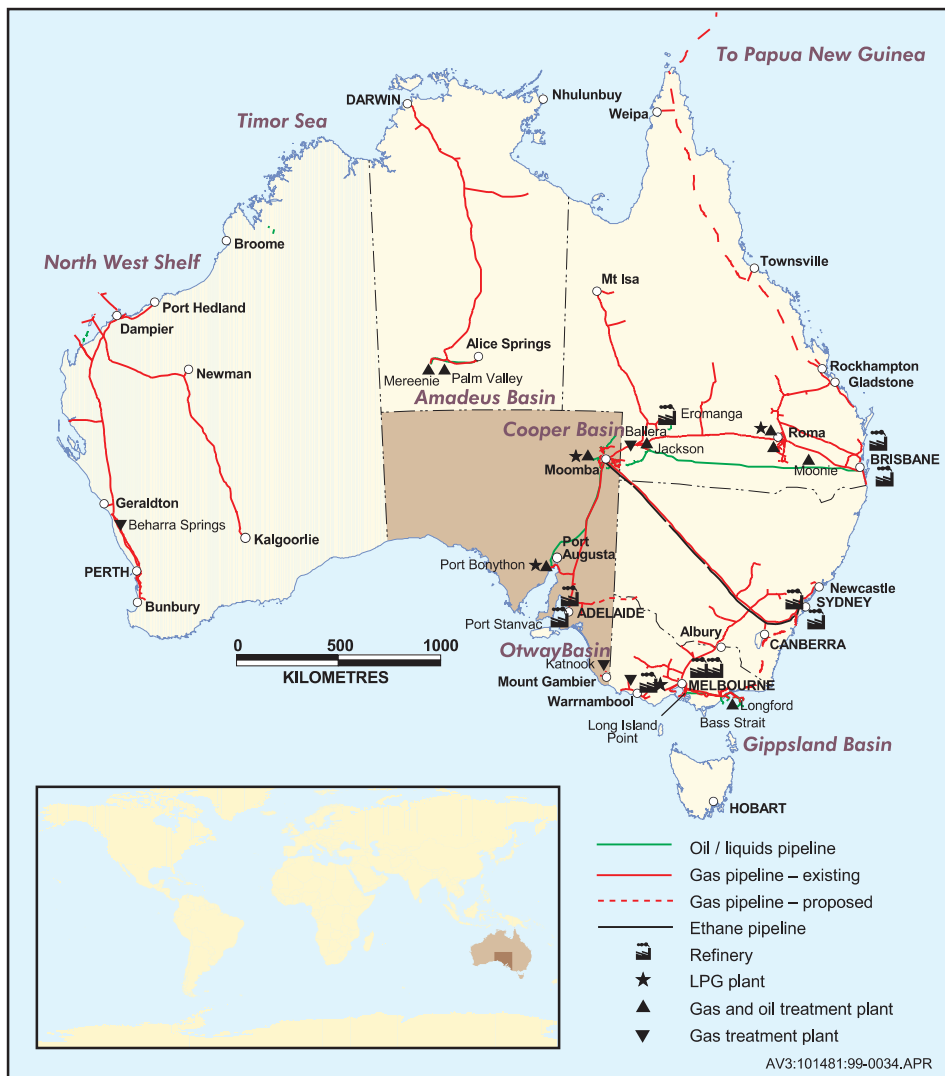 To Papua New Guinea
DARWIN
Nhulunbuy
Weipa
Timor Sea
Broome
North West Shelf
Townsville
Mt Isa
Port Hedland
Dampier
Alice Springs
Newman
Mereenie
Palm Valley
Rockhampton
Gladstone
Amadeus Basin
Eromanga
Cooper Basin
Ballera
Roma
Jackson
BRISBANE
Moomba
Moonie
Geraldton
Beharra Springs
Kalgoorlie
Port
Augusta
Port Bonython
PERTH
Newcastle
Bunbury
SYDNEY
ADELAIDE
Port Stanvac
Albury
CANBERRA
0 500 1000
KILOMETRES
OtwayBasin
Katnook
Mount Gambier
MELBOURNE
Warrnambool
Longford
Long Island
Point
Bass Strait
Gippsland Basin
HOBART
Oil / liquids pipeline
Gas pipeline – existing
Gas pipeline – proposed
Ethane pipeline
Refinery
LPG plant
Gas and oil treatment plant
Gas treatment plant
AV3:101481:99-0034.APR